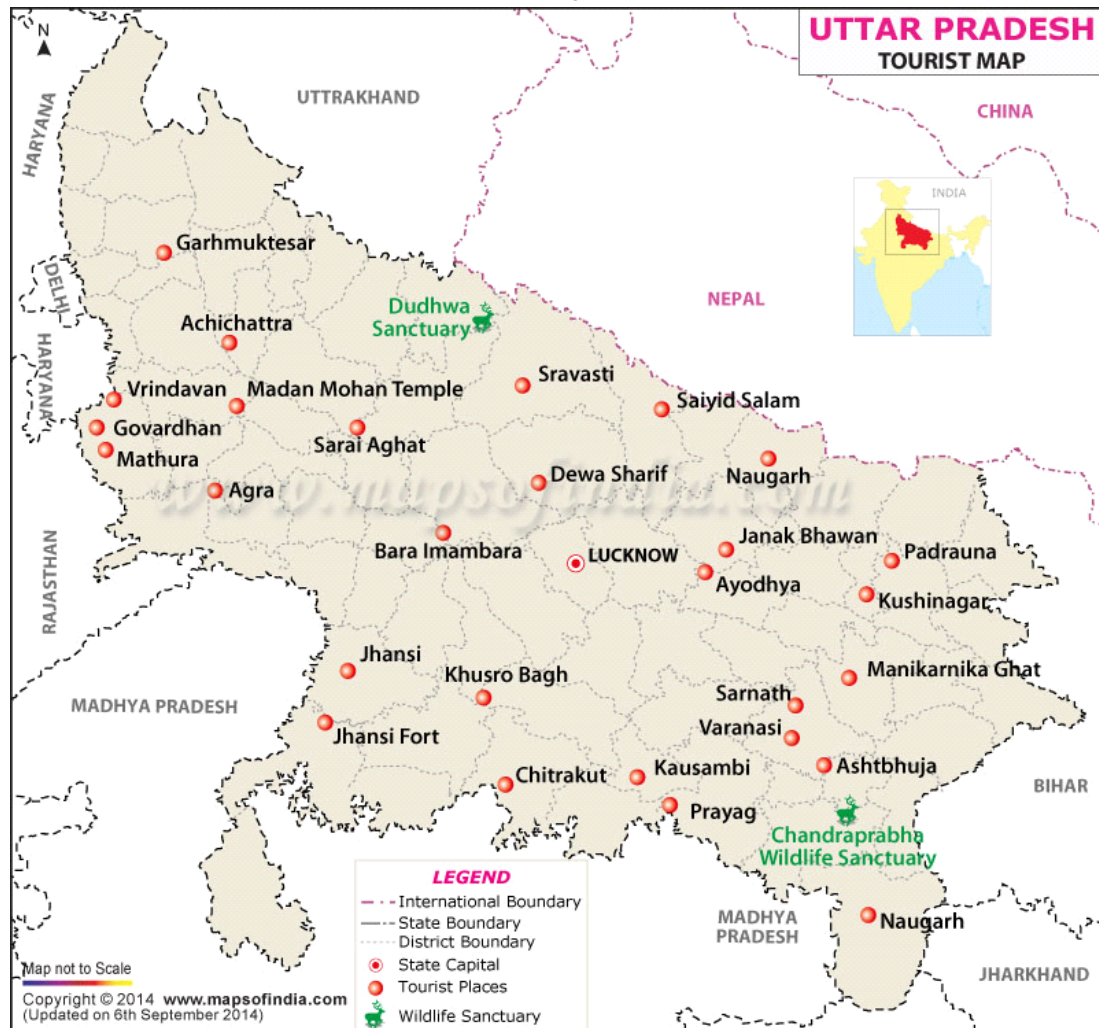 N
UTTAR PRADESH
TOURIST MAP
HARYANA
UTTRAKHAND
CHINA
INDIA
Garhmuktesar
DELHI
NEPAL
Dudhwa
Sanctuary
Achichattra
HARYANA
Vrindavan
Madan Mohan Temple
Sravasti
Saiyid Salam
Govardhan
Sarai Aghat
Mathura
Naugarh
Dewa Sharif
Agra
www.mapsofindia.com
Bara Imambara
LUCKNOW
Janak Bhawan
Padrauna
Ayodhya
Kushinagar
RAJASTHAN
Jhansi
Khusro Bagh
Manikarnika Ghat
Sarnath
MADHYA PRADESH
Jhansi Fort
Varanasi
Chitrakut
Kausambi
Ashtbhuja
BIHAR
Prayag
Chandraprabha
Wildlife Sanctuary
LEGEND
International Boundary
State Boundary
District Boundary
State Capital
Tourist Places
Wildlife Sanctuary
MADHYA
PRADESH
Naugarh
JHARKHAND
Map not to Scale
Copyright © 2014 www.mapsofindia.com
(Updated on 6th September 2014)